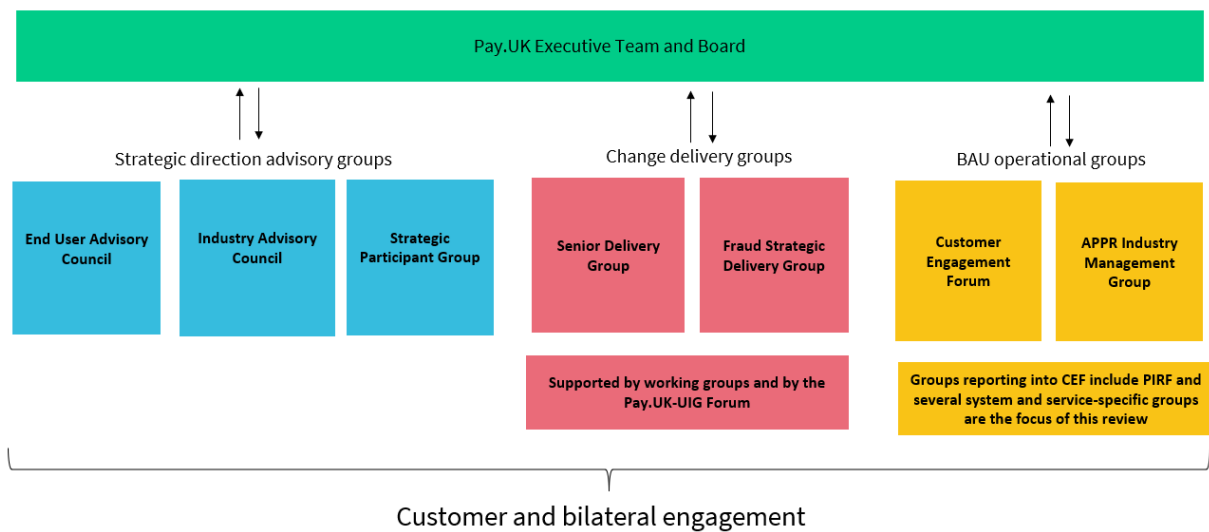 Pay.UK Executive Team and Board
Strategic direction advisory groups
Change delivery groups
BAU operational groups
End User Advisory
Council
Industry Advisory
Council
Strategic
Participant Group
Senior Delivery
Group
Fraud Strategic
Delivery Group
Customer
Engagement
Forum
APPR Industry
Management
Group
Supported by working groups and by the
Pay.UK-UIG Forum
Groups reporting into CEF include PIRF and
several system and service-specific groups
are the focus of this review
Customer and bilateral engagement